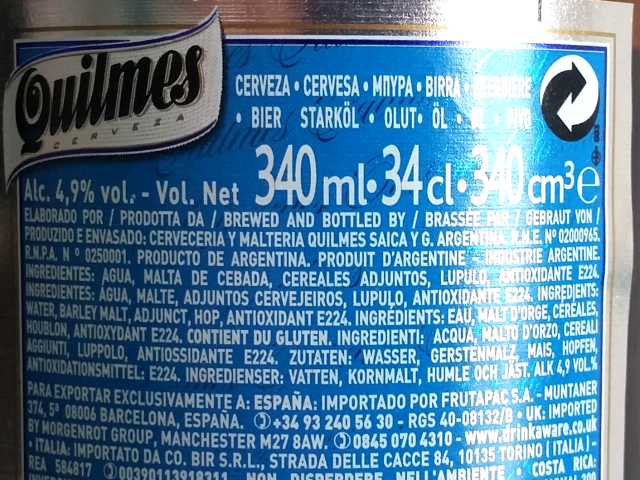 Quilmes
CERVEZA
CERVEZA • CERVESA • ΜΠΥΡΑ • BIRRA •
• BIER STARKÖL • OLUT • ÖL • ØL • PIVO
Alc. 4,9% vol. - Vol. Net 340 ml • 34 cl • 340 cm³ e
ELABORADO POR / PRODOTTA DA / BREWED AND BOTTLED BY / BRASSÉE PAR / GEBRAUT VON /
PRODUZIDO E ENVASADO: CERVECERIA Y MALTERIA QUILMES SAICA Y G. ARGENTINA. R.N.E. Nº 02000965.
R.N.P.A. N º 0250001. PRODUCTO DE ARGENTINA. PRODUIT D'ARGENTINE - INDUSTRIE ARGENTINE.
INGREDIENTES: AGUA, MALTA DE CEBADA, CEREALES ADJUNTOS, LUPULO, ANTIOXIDANTE E224.
INGREDIENTES: ÁGUA, MALTE, ADJUNTOS CERVEJEIROS, LUPULO, ANTIOXIDANTE E224. INGREDIENTS:
WATER, BARLEY MALT, ADJUNCT, HOP, ANTIOXIDANT E224. INGRÉDIENTS: EAU, MALT D'ORGE, CÉREALES,
HOUBLON, ANTIOXYDANT E224. CONTIENT DU GLUTEN. INGREDIENTI: ACQUA, MALTO D'ORZO, CEREALI
AGGIUNTI, LUPPOLO, ANTIOSSIDANTE E224. ZUTATEN: WASSER, GERSTENMALZ, MAIS, HOPFEN,
ANTIOXIDATIONSMITTEL: E224. INGREDIENSER: VATTEN, KORNMALT, HUMLE OCH JÄST. ALK 4,9 VOL.%
PARA EXPORTAR EXCLUSIVAMENTE A: ESPAÑA: IMPORTADO POR FRUTAPAC S.A. - MUNTANER
374, 5ª 08006 BARCELONA, ESPAÑA. +34 93 240 56 30 - RGS 40-08132/B • UK: IMPORTED
BY MORGENROT GROUP, MANCHESTER M27 8AW. 0845 070 4310 - www.drinkaware.co.uk
• ITALIA: IMPORTATO DA CO. BIR S.R.L., STRADA DELLE CACCE 84, 10135 TORINO ( ITALIA ) -
REA 584817 00390113918311 NON DISPERDERE NELL'AMBIENTE • COSTA RICA: